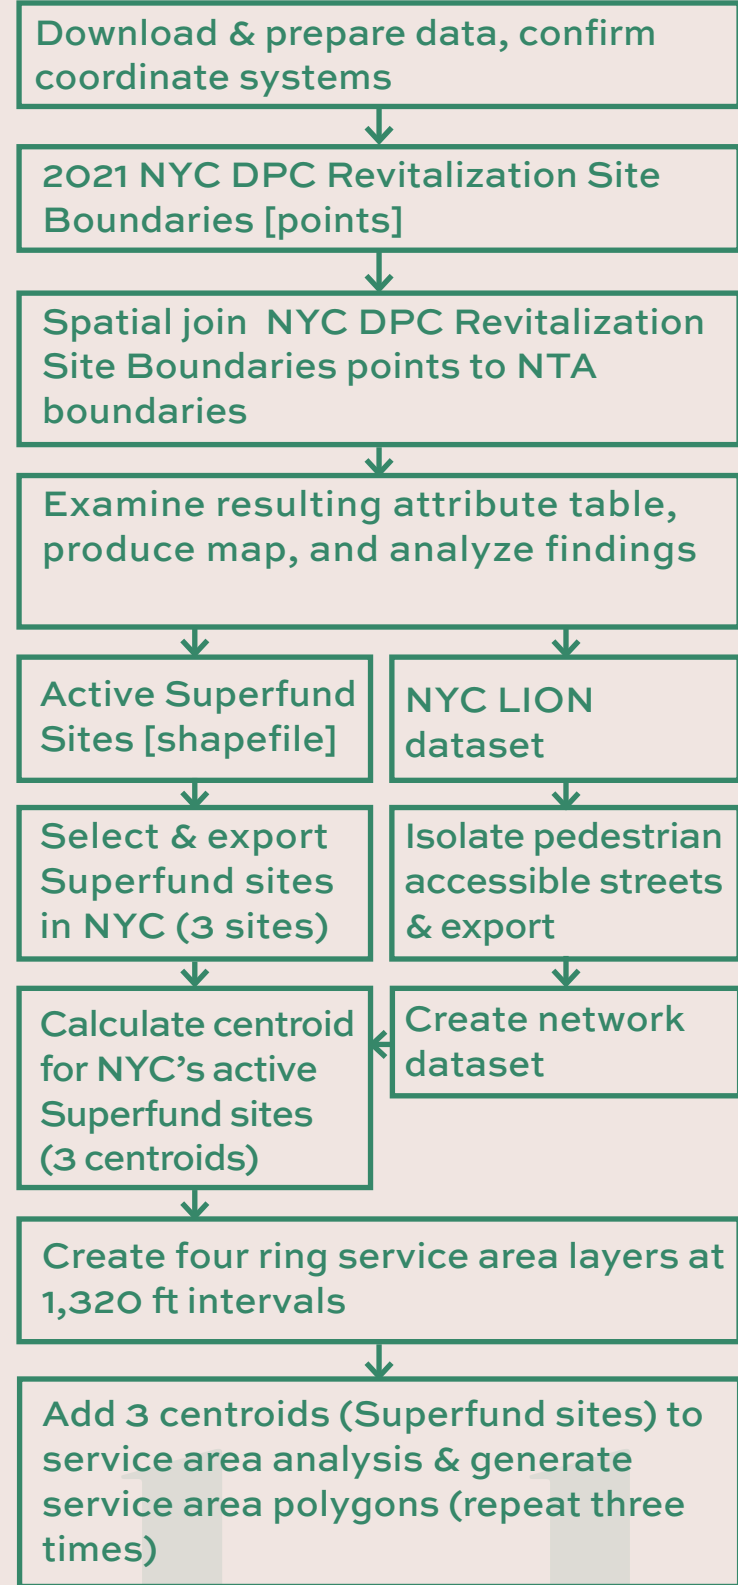 Download & prepare data, confirm
coordinate systems
2021 NYC DPC Revitalization Site
Boundaries [points]
Spatial join NYC DPC Revitalization
Site Boundaries points to NTA
boundaries
Examine resulting attribute table,
produce map, and analyze findings
Active Superfund
Sites [shapefile]
NYC LION
dataset
Select & export
Superfund sites
in NYC (3 sites)
Isolate pedestrian
accessible streets
& export
Calculate centroid
for NYC’s active
Superfund sites
(3 centroids)
Create network
dataset
Create four ring service area layers at
1,320 ft intervals
Add 3 centroids (Superfund sites) to
service area analysis & generate
service area polygons (repeat three
times)